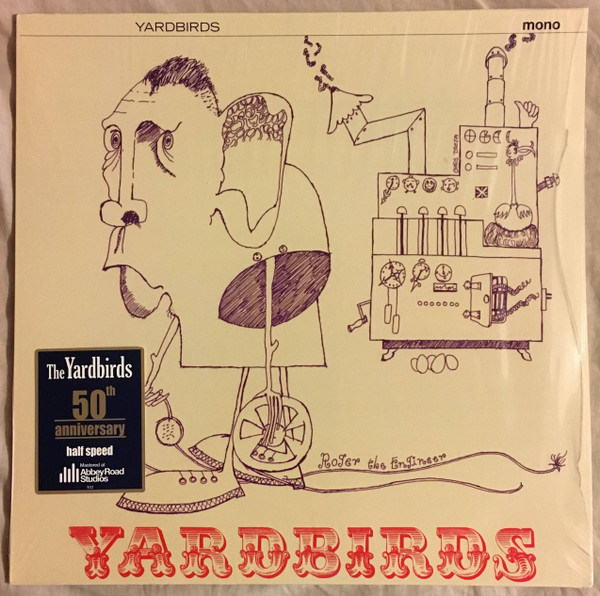 YARDBIRDS
mono
The Yardbirds
50th
anniversary
half speed
Mastered at
Abbey Road
Studios
Roger the Engineer
YARDBIRDS